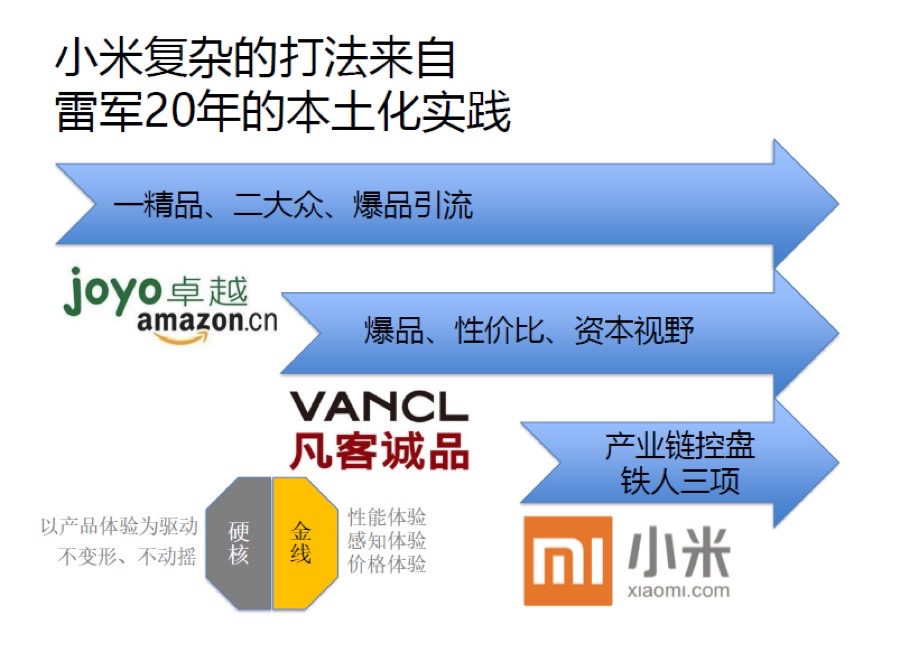 小米复杂的打法来自
雷军20年的本土化实践
一精品、二大众、爆品引流
joyo卓越
amazon.cn
爆品、性价比、资本视野
VANCL
凡客诚品
产业链控盘
铁人三项
以产品体验为驱动
不变形、不动摇
硬核
金线
性能体验
感知体验
价格体验
mi 小米
xiaomi.com